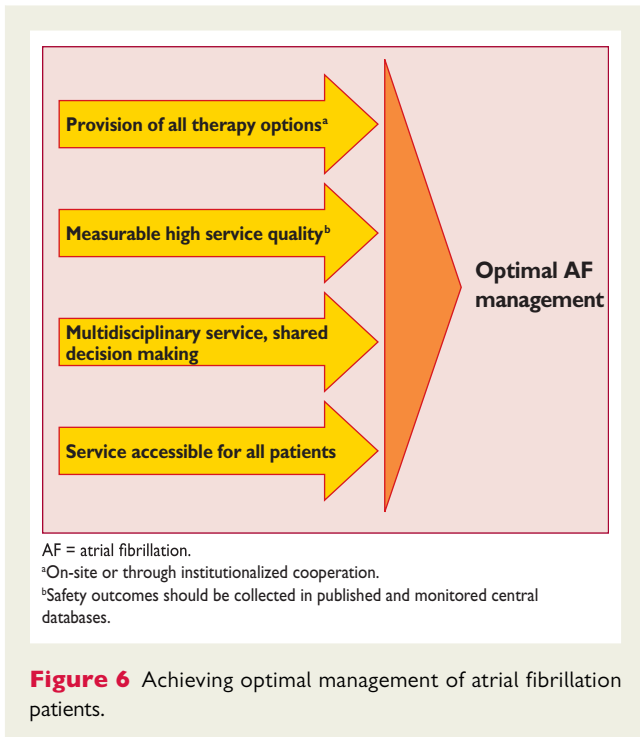 Provision of all therapy optionsᵃ
Measurable high service qualityᵇ
Multidisciplinary service, shared
decision making
Service accessible for all patients
Optimal AF
management
AF = atrial fibrillation.
ᵃOn-site or through institutionalized cooperation.
ᵇSafety outcomes should be collected in published and monitored central
databases.
Figure 6 Achieving optimal management of atrial fibrillation
patients.